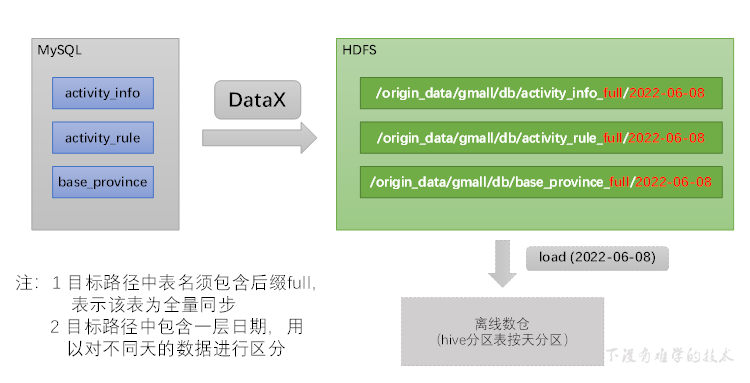 MySQL
activity_info
activity_rule
base_province
DataX
HDFS
/origin_data/gmall/db/activity_info_full/2022-06-08
/origin_data/gmall/db/activity_rule_full/2022-06-08
/origin_data/gmall/db/base_province_full/2022-06-08
load (2022-06-08)
离线数仓
(hive分区表按天分区)
注：1 目标路径中表名须包含后缀full,
表示该表为全量同步
2 目标路径中包含一层日期，用
以对不同天的数据进行区分
下没有难学的技术